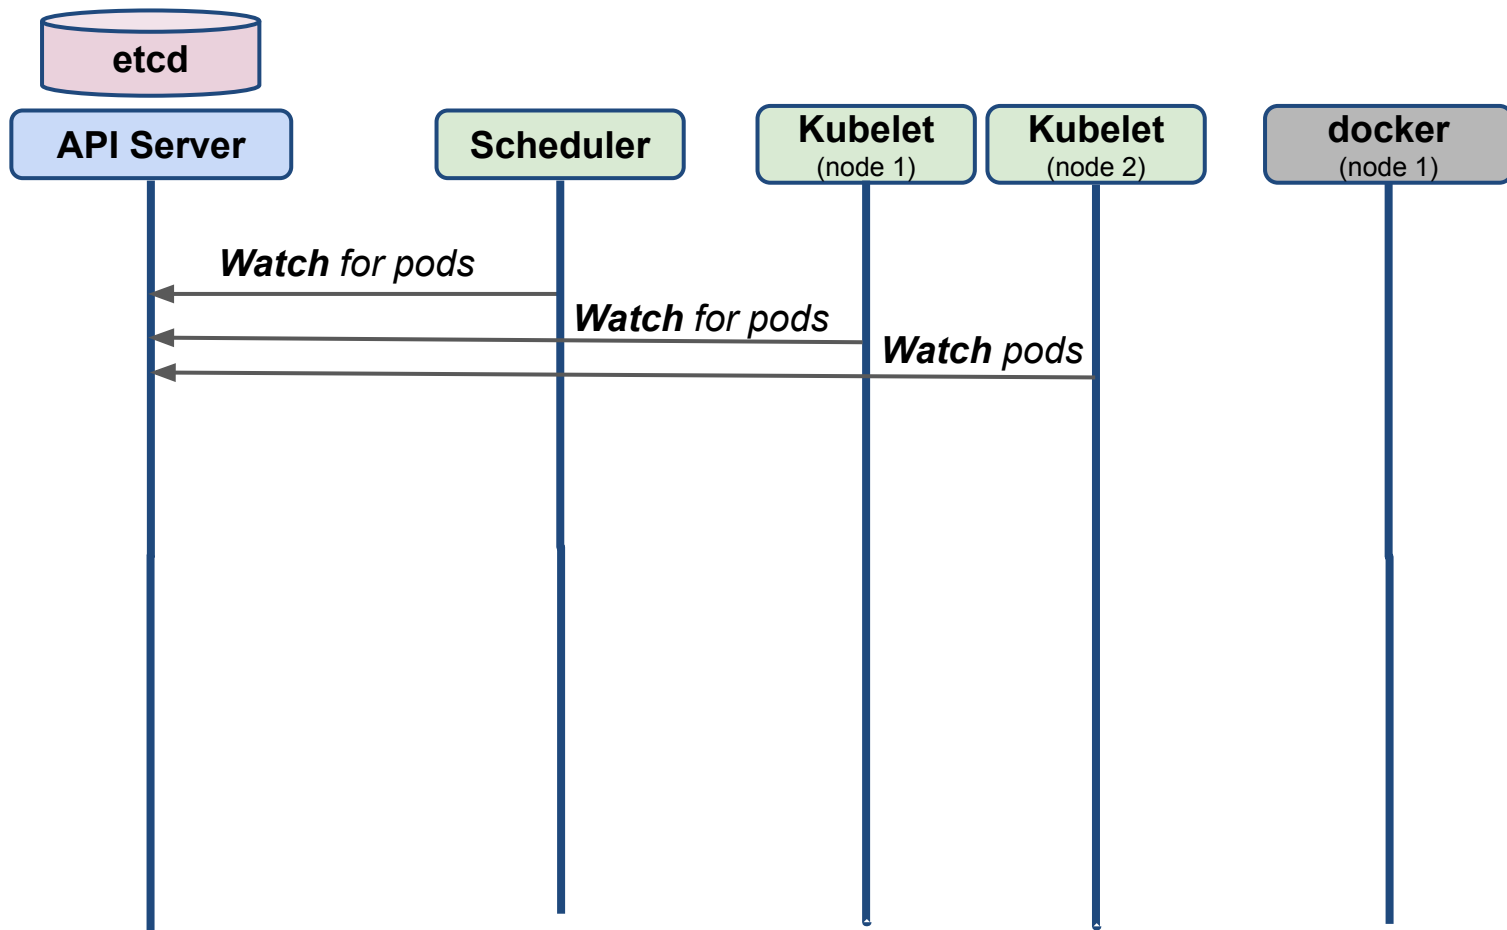 etcd
API Server
Scheduler
Kubelet
(node 1)
Kubelet
(node 2)
docker
(node 1)
Watch for pods
Watch for pods
Watch pods